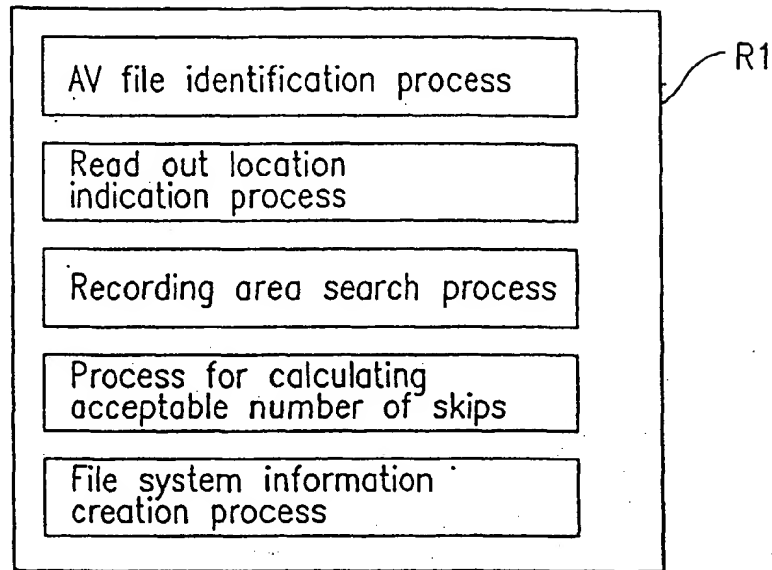 AV file identification process
R1
Read out location
indication process
Recording area search process
Process for calculating
acceptable number of skips
File system information
creation process